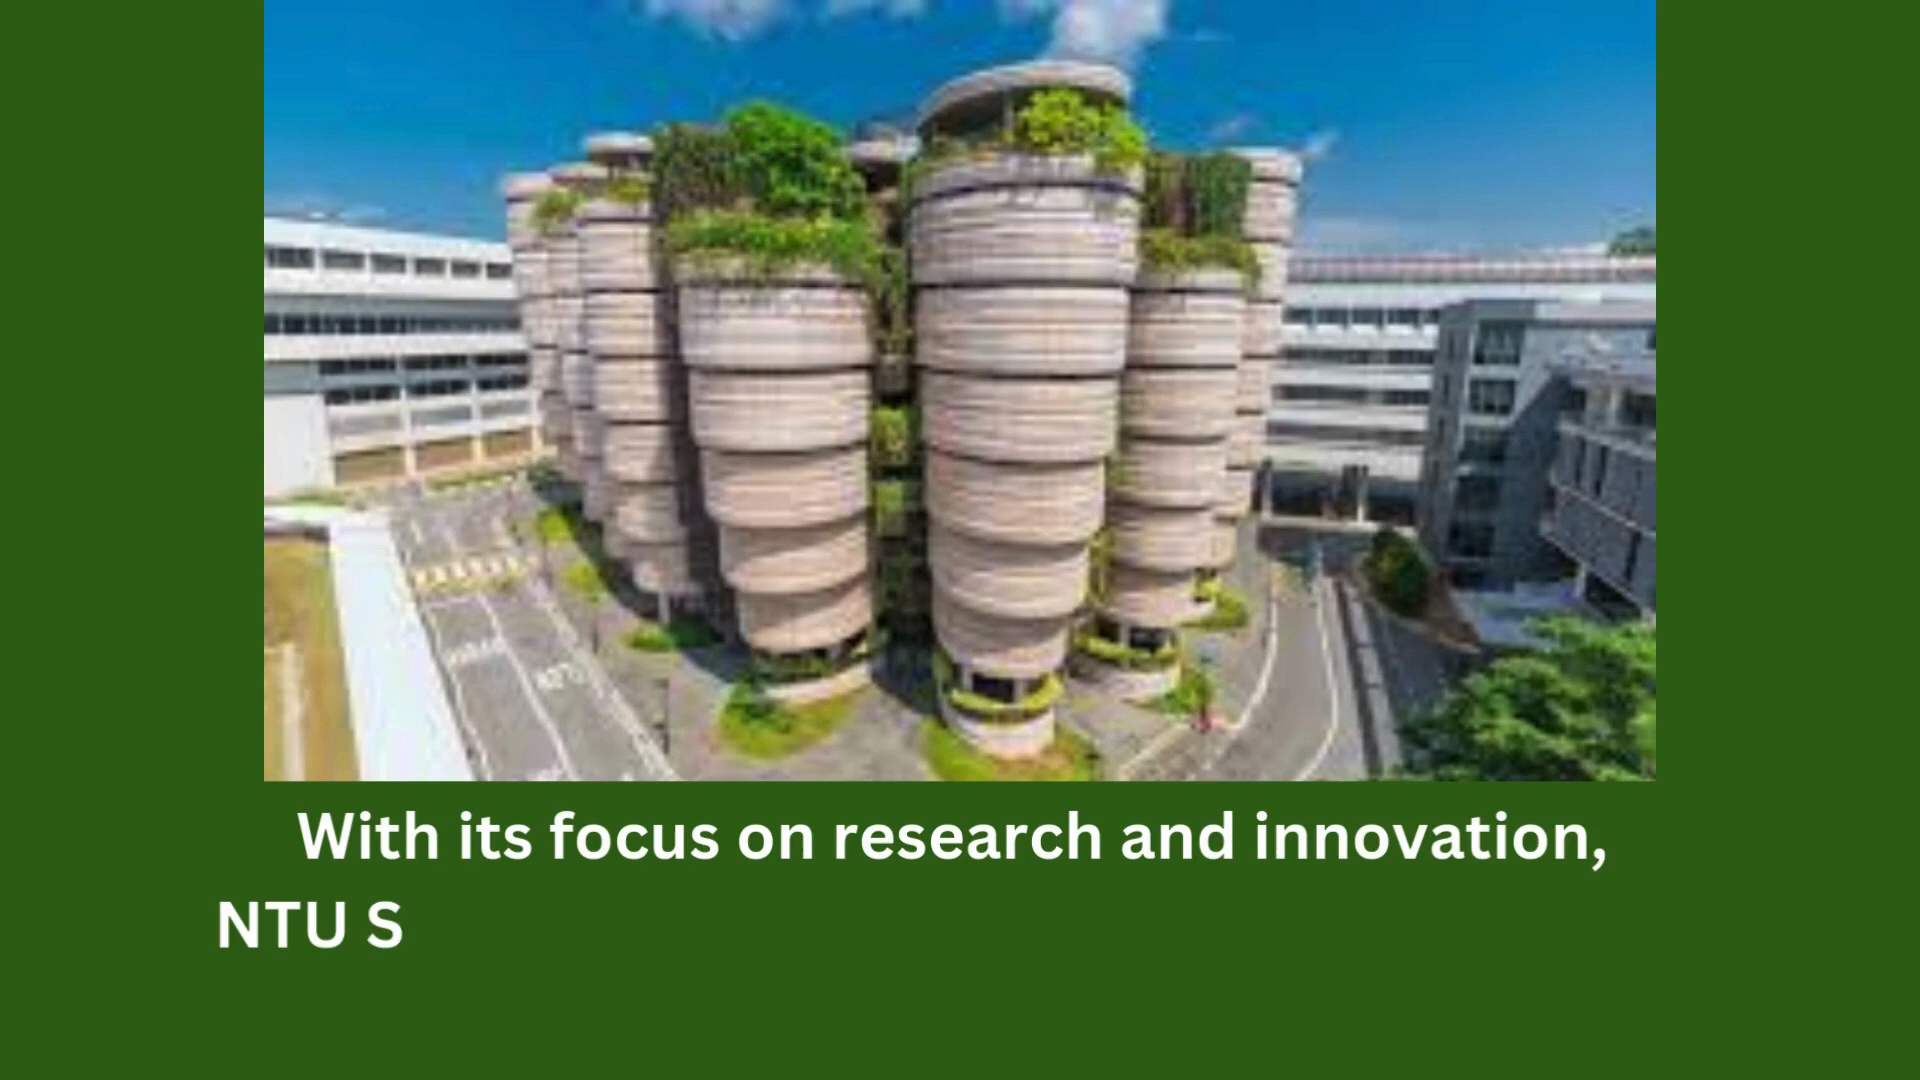 With its focus on research and innovation,
NTU S